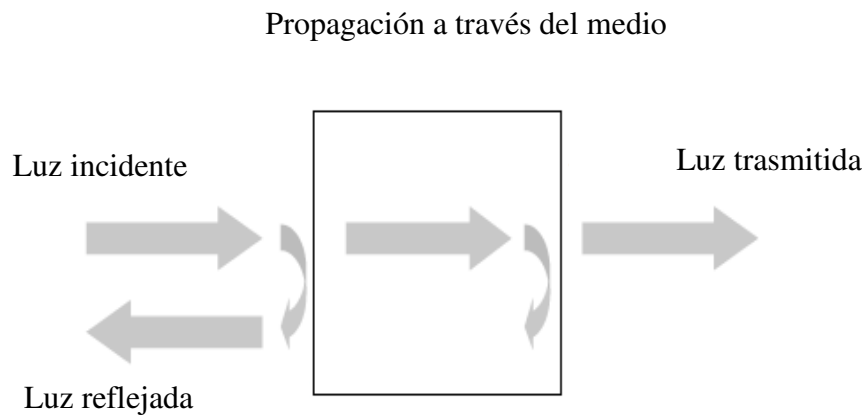 Propagación a través del medio
Luz incidente
Luz trasmitida
Luz reflejada